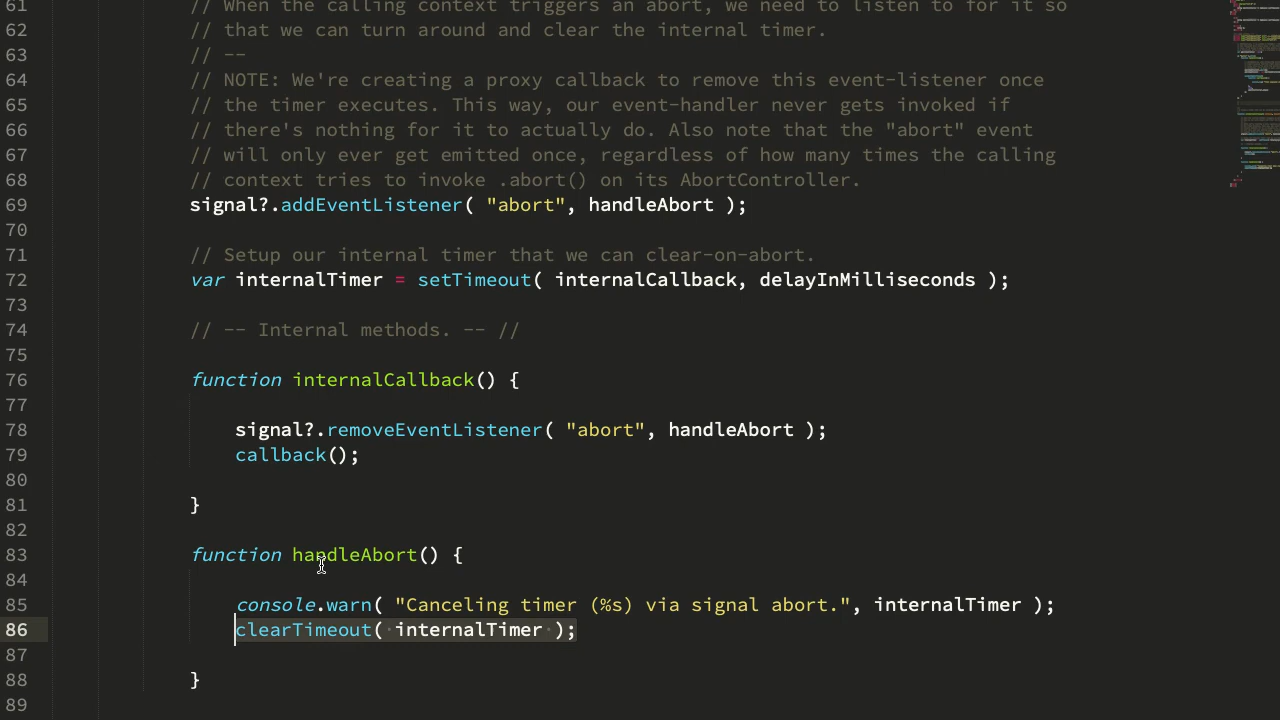 61 // When the calling context triggers an abort, we need to listen to for it so
62 // that we can turn around and clear the internal timer.
63 // --
64 // NOTE: We're creating a proxy callback to remove this event-listener once
65 // the timer executes. This way, our event-handler never gets invoked if
66 // there's nothing for it to actually do. Also note that the "abort" event
67 // will only ever get emitted once, regardless of how many times the calling
68 // context tries to invoke .abort() on its AbortController.
69 signal?.addEventListener( "abort", handleAbort );
70
71 // Setup our internal timer that we can clear-on-abort.
72 var internalTimer = setTimeout( internalCallback, delayInMilliseconds );
73
74 // -- Internal methods. -- //
75
76 function internalCallback() {
77
78 signal?.removeEventListener( "abort", handleAbort );
79 callback();
80
81 }
82
83 function handleAbort() {
84
85 console.warn( "Canceling timer (%s) via signal abort.", internalTimer );
86 clearTimeout( internalTimer );
87
88 }
89